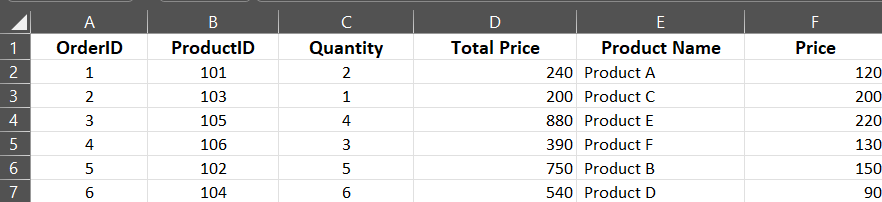 A B C D E F
1 OrderID ProductID Quantity Total Price Product Name Price
2 1 101 2 240 Product A 120
3 2 103 1 200 Product C 200
4 3 105 4 880 Product E 220
5 4 106 3 390 Product F 130
6 5 102 5 750 Product B 150
7 6 104 6 540 Product D 90